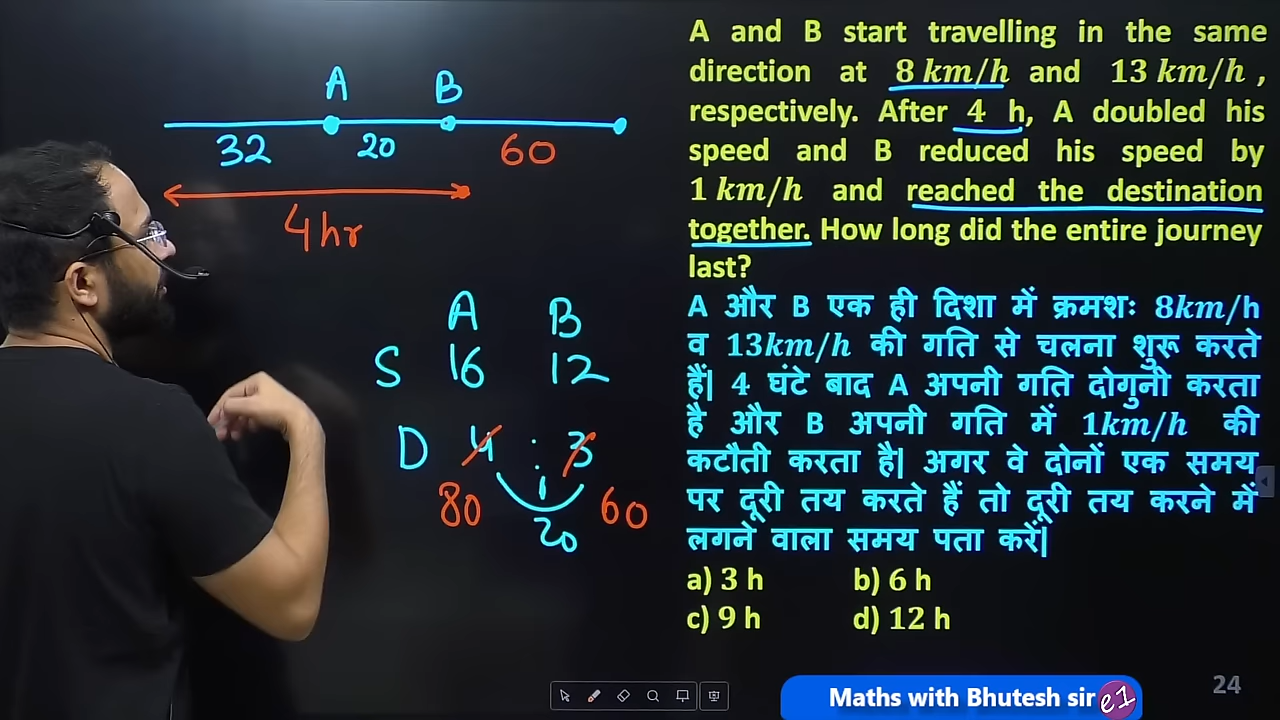 A B
32 20 60
4hr
A B
S 16 12
D 4 : 3
80 1 60
20
A and B start travelling in the same
direction at 8 km/h and 13 km/h ,
respectively. After 4 h, A doubled his
speed and B reduced his speed by
1 km/h and reached the destination
together. How long did the entire journey
last?
A और B एक ही दिशा में क्रमशः 8km/h
व 13km/h की गति से चलना शुरू करते
हैं| 4 घंटे बाद A अपनी गति दोगुनी करता
है और B अपनी गति में 1km/h की
कटौती करता है| अगर वे दोनों एक समय
पर दूरी तय करते हैं तो दूरी तय करने में
लगने वाला समय पता करें|
a) 3 h b) 6 h
c) 9 h d) 12 h
Maths with Bhutesh sir e1
24